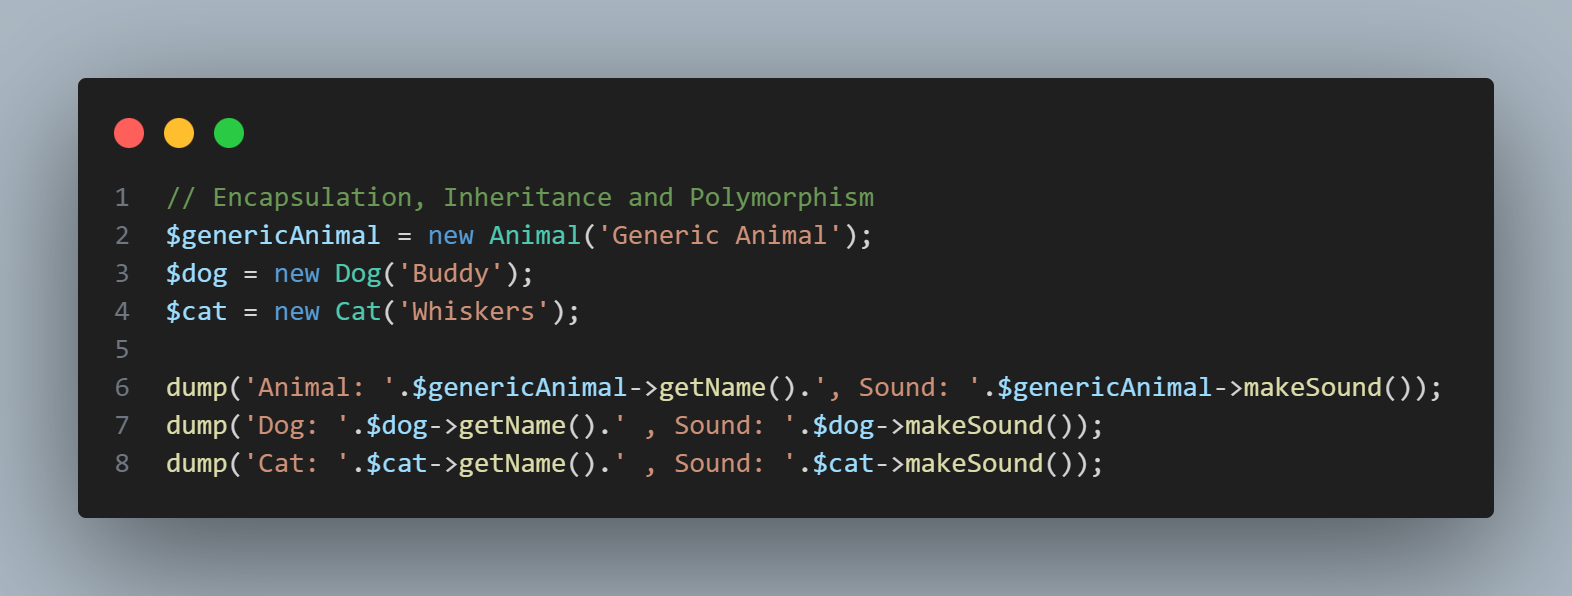 1 // Encapsulation, Inheritance and Polymorphism
2 $genericAnimal = new Animal('Generic Animal');
3 $dog = new Dog('Buddy');
4 $cat = new Cat('Whiskers');
5
6 dump('Animal: '.$genericAnimal->getName().', Sound: '.$genericAnimal->makeSound());
7 dump('Dog: '.$dog->getName().' , Sound: '.$dog->makeSound());
8 dump('Cat: '.$cat->getName().' , Sound: '.$cat->makeSound());